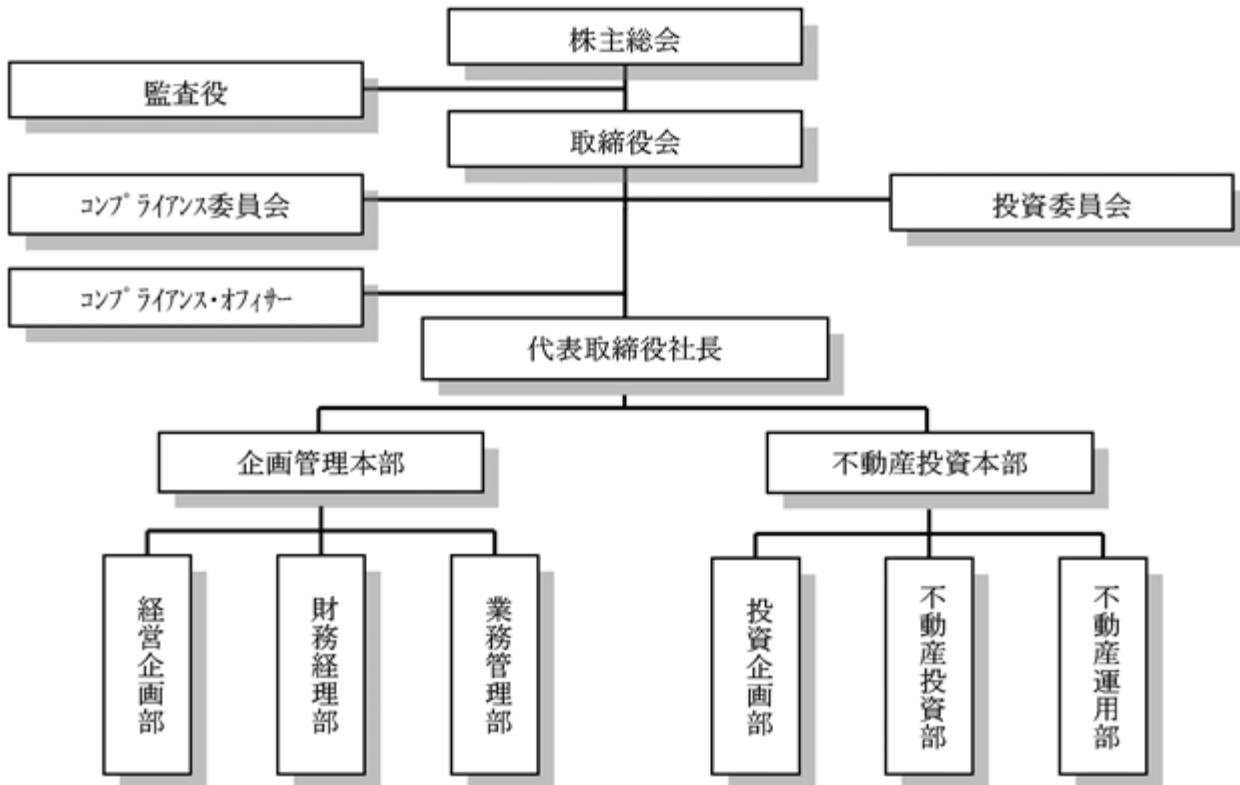 株主総会
監査役
取締役会
ｺﾝﾌﾟﾗｲｱﾝｽ委員会
投資委員会
ｺﾝﾌﾟﾗｲｱﾝｽ・ｵﾌｨｻｰ
代表取締役社長
企画管理本部
不動産投資本部
経営企画部
財務経理部
業務管理部
投資企画部
不動産投資部
不動産運用部